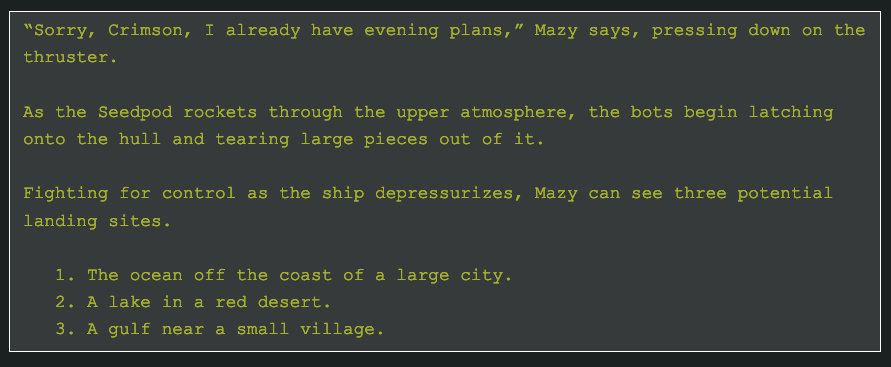 “Sorry, Crimson, I already have evening plans,” Mazy says, pressing down on the
thruster.
As the Seedpod rockets through the upper atmosphere, the bots begin latching
onto the hull and tearing large pieces out of it.
Fighting for control as the ship depressurizes, Mazy can see three potential
landing sites.
1. The ocean off the coast of a large city.
2. A lake in a red desert.
3. A gulf near a small village.